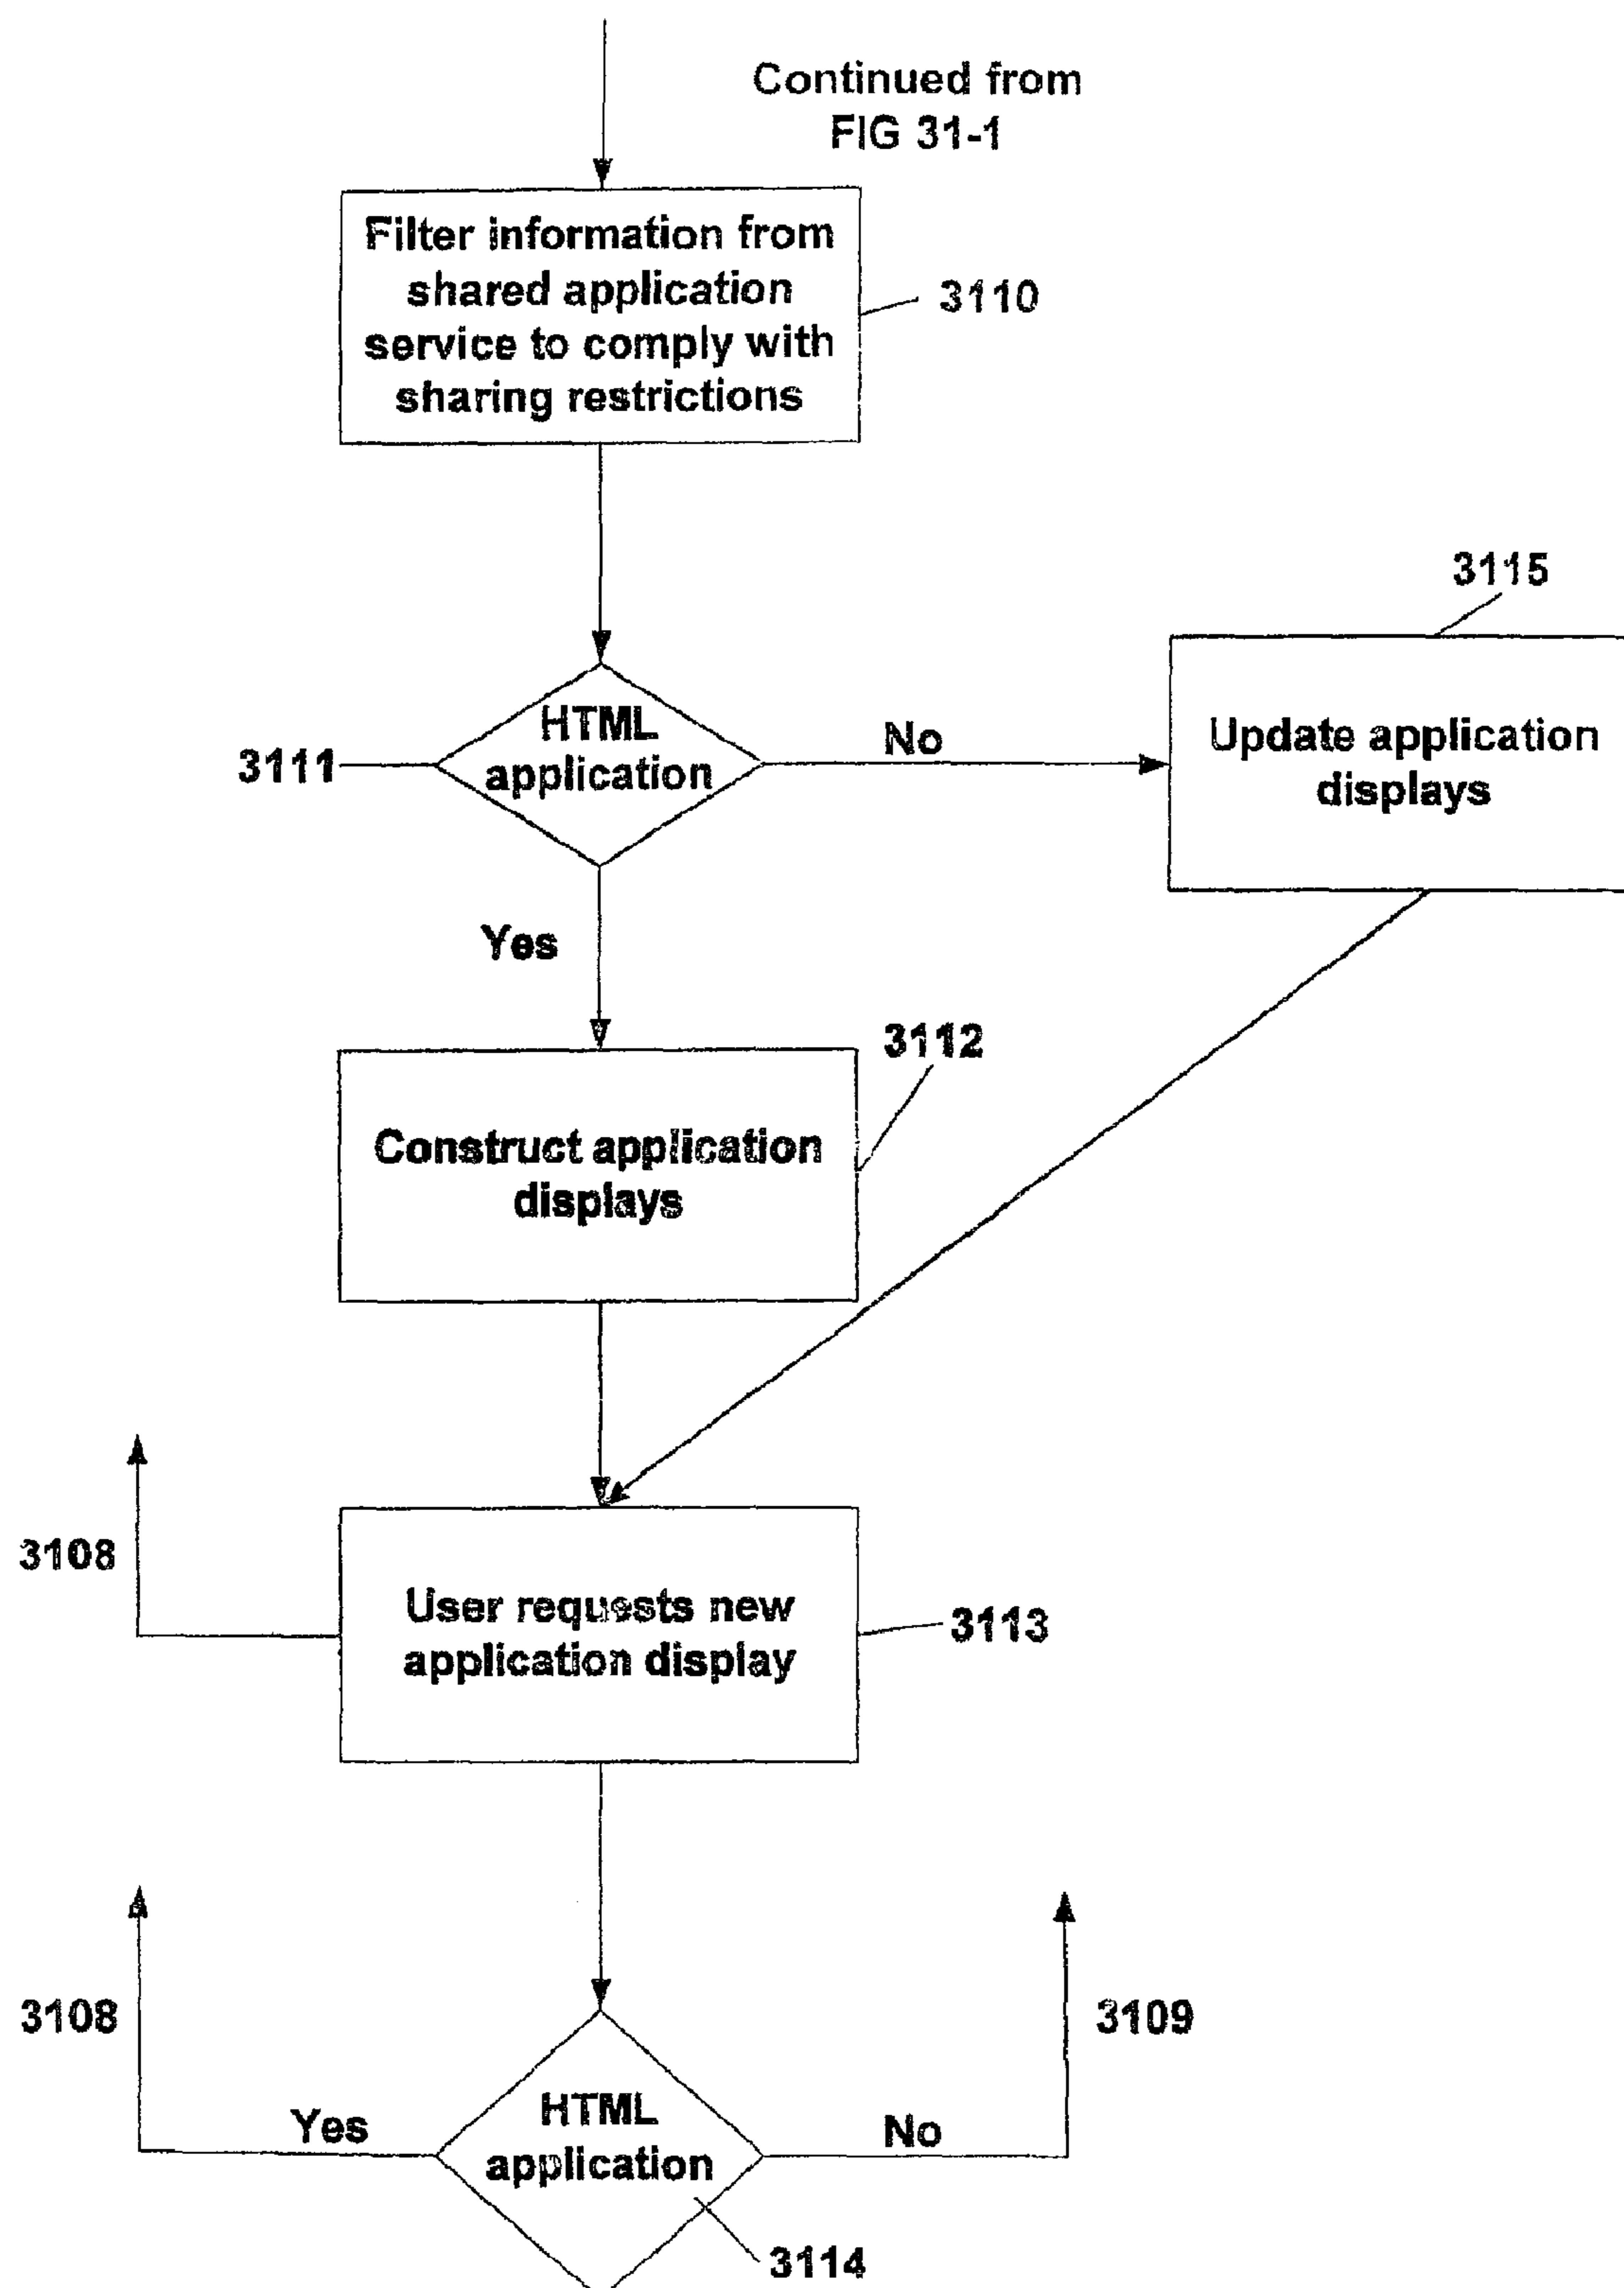 Continued from
FIG 31-1
Filter information from
shared application
service to comply with
sharing restrictions
3110
3115
HTML
application
3111
No
Update application
displays
Yes
3112
Construct application
displays
3108
User requests new
application display
3113
3108
3109
Yes
HTML
application
No
3114